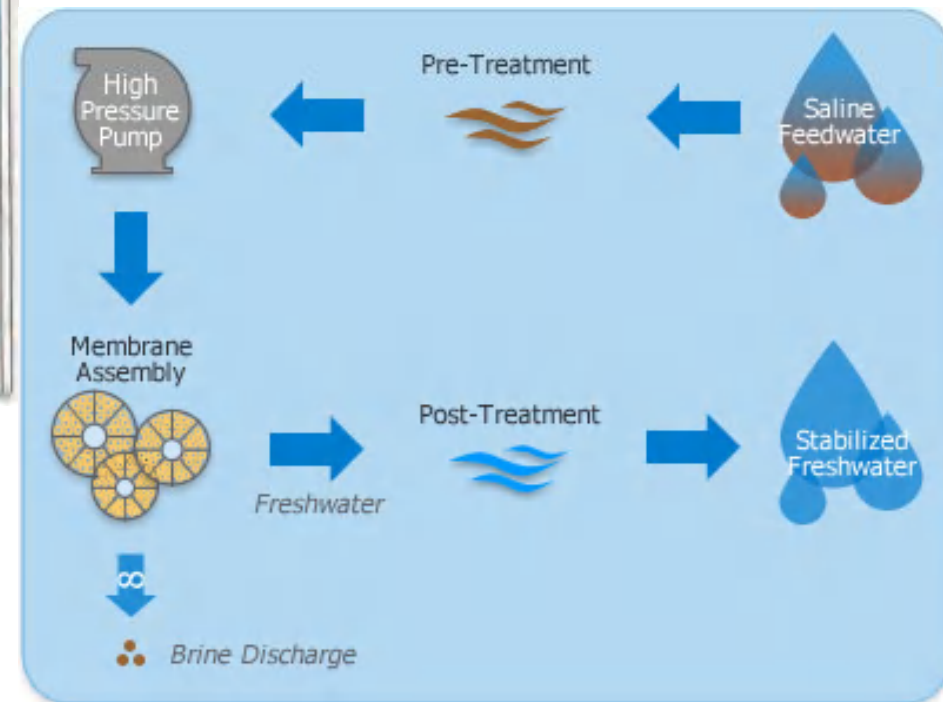 High
Pressure
Pump
Pre-Treatment
Saline
Feedwater
Membrane
Assembly
Freshwater
Post-Treatment
Stabilized
Freshwater
∞
Brine Discharge